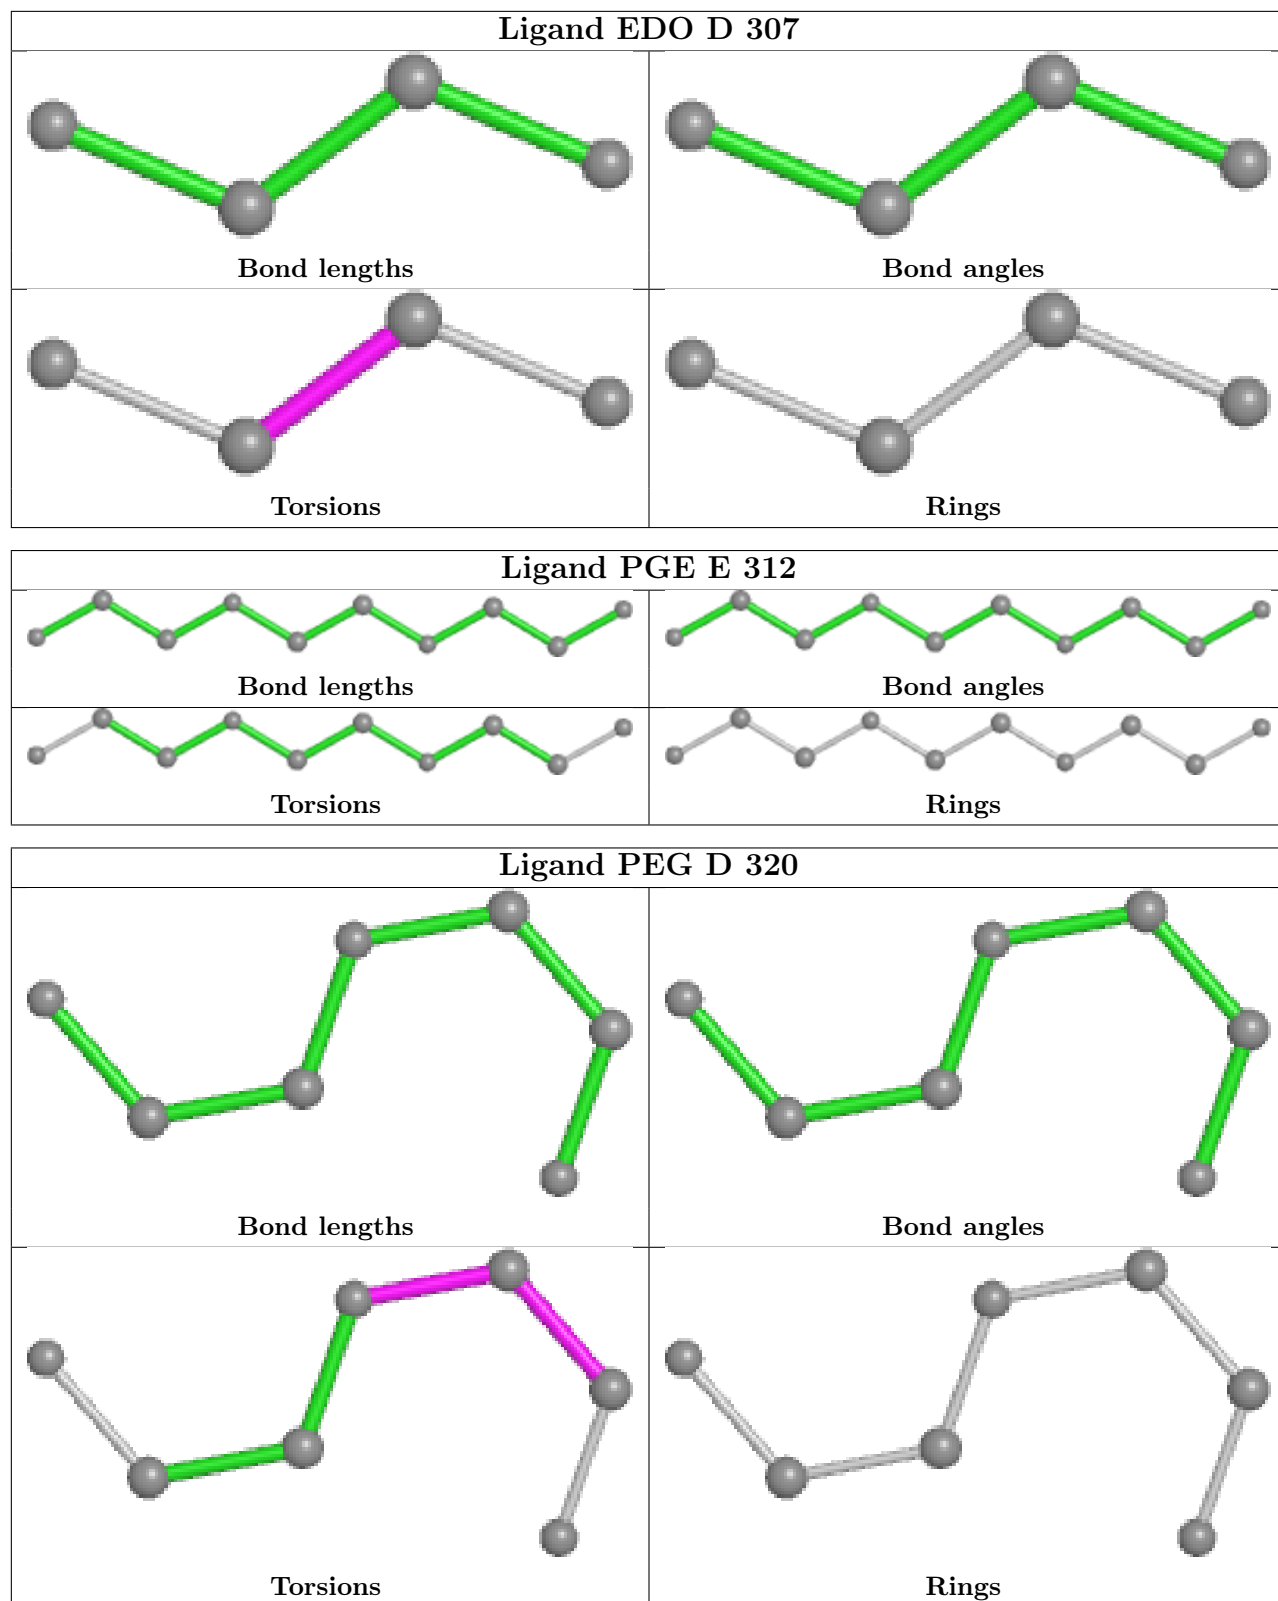 Ligand EDO D 307
Bond lengths
Bond angles
Torsions
Rings
Ligand PGE E 312
Bond lengths
Bond angles
Torsions
Rings
Ligand PEG D 320
Bond lengths
Bond angles
Torsions
Rings